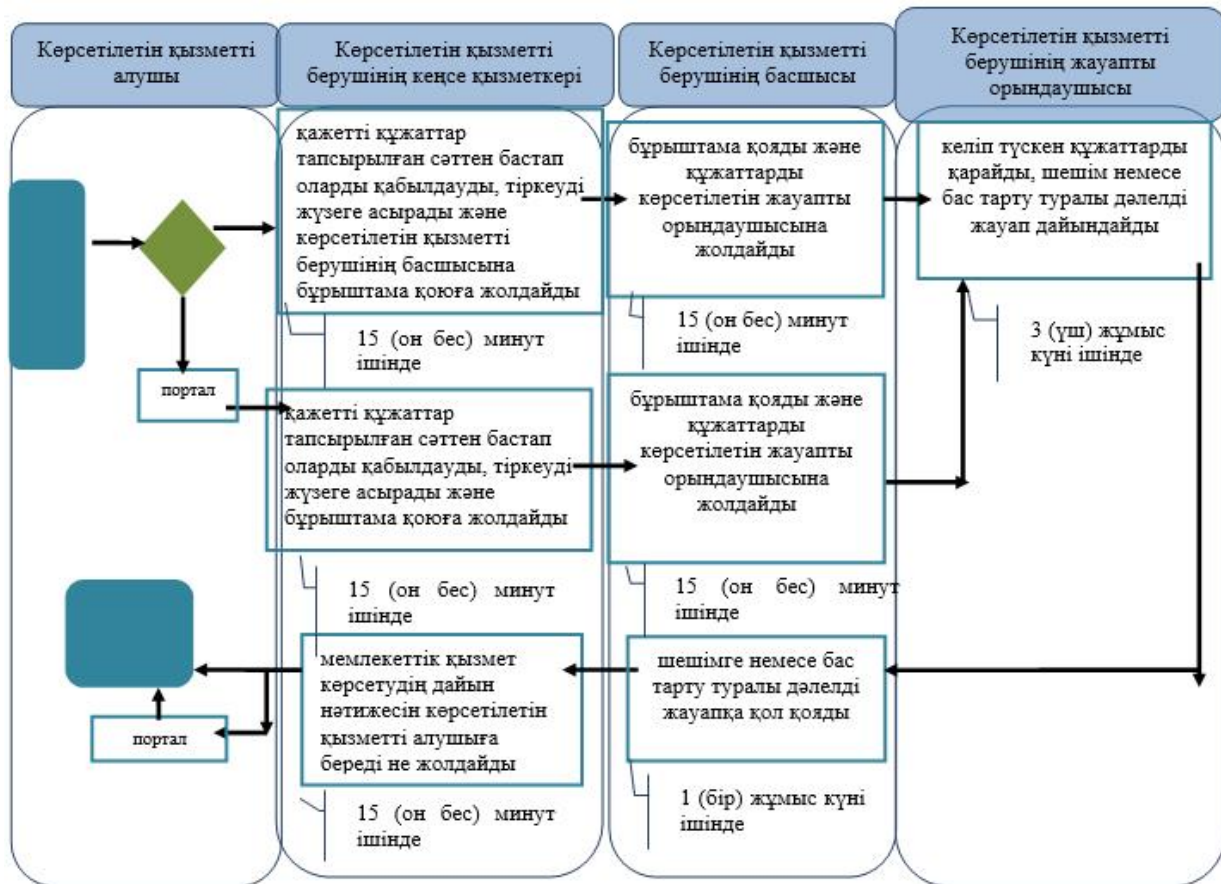 Көрсетілетін қызметті
алушы
Көрсетілетін қызметті
берушінің кеңсе қызметкері
Көрсетілетін қызметті
берушінің басшысы
Көрсетілетін қызметті
берушінің жауапты
орындаушысы
қажетті құжаттар
тапсырылған сәттен бастап
оларды қабылдауды, тіркеуді
жүзеге асырады және
көрсетілетін қызметті
берушінің басшысына
бұрыштама қоюға жолдайды
бұрыштама қояды және
құжаттарды
көрсетілетін жауапты
орындаушысына
жолдайды
келіп түскен құжаттарды
қарайды, шешім немесе
бас тарту туралы дәлелді
жауап дайындайды
15 (он бес) минут
ішінде
15 (он бес) минут
ішінде
3 (үш) жұмыс
күні ішінде
портал
қажетті құжаттар
тапсырылған сәттен бастап
оларды қабылдауды, тіркеуді
жүзеге асырады және
бұрыштама қоюға жолдайды
бұрыштама қояды және
құжаттарды
көрсетілетін жауапты
орындаушысына
жолдайды
15 (он бес) минут
ішінде
15 (он бес) минут
ішінде
мемлекеттік қызмет
көрсетудің дайын
нәтижесін көрсетілетін
қызметті алушыға
береді не жолдайды
шешімге немесе бас
тарту туралы дәлелді
жауапқа қол қояды
портал
15 (он бес) минут
ішінде
1 (бір) жұмыс күні
ішінде